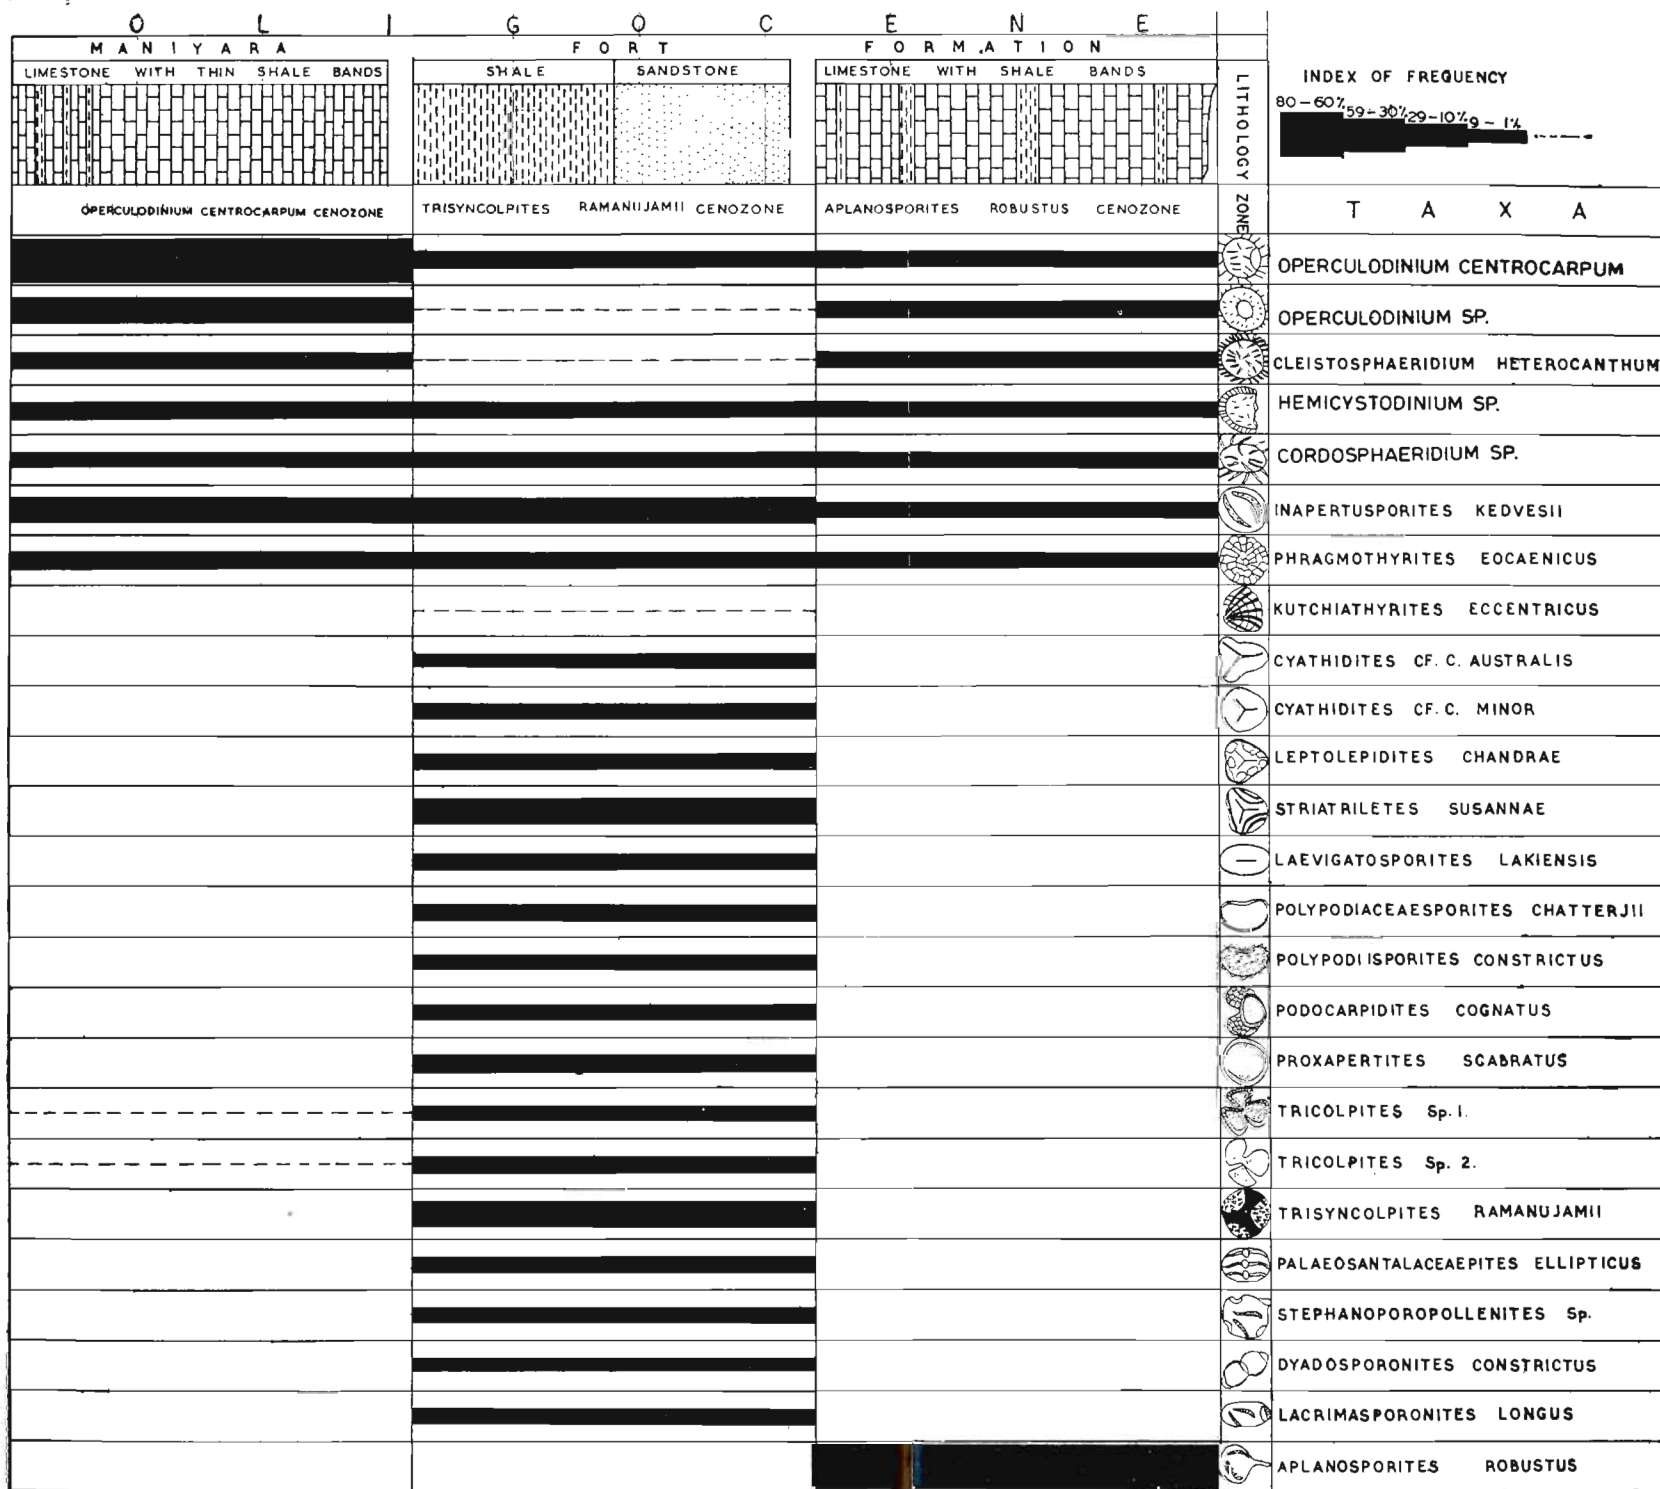 O L I G O C E N E
MANIYARA FORT FORMATION
LIMESTONE WITH THIN SHALE BANDS
SHALE
SANDSTONE
LIMESTONE WITH SHALE BANDS
LITHOLOGY
INDEX OF FREQUENCY
80-60% 59-30% 29-10% 9-1%
OPERCULODINIUM CENTROCARPUM CENOZONE
TRISYNCOLPITES RAMANUJAMII CENOZONE
APLANOSPORITES ROBUSTUS CENOZONE
ZONE
T A X A
OPERCULODINIUM CENTROCARPUM
OPERCULODINIUM SP.
CLEISTOSPHAERIDIUM HETEROCANTHUM
HEMICYSTODINIUM SP.
CORDOSPHAERIDIUM SP.
INAPERTUSPORITES KEDVESII
PHRAGMOTHYRITES EOCAENICUS
KUTCHIATHYRITES ECCENTRICUS
CYATHIDITES CF. C. AUSTRALIS
CYATHIDITES CF. C. MINOR
LEPTOLEPIDITES CHANDRAE
STRIATRILETES SUSANNAE
LAEVIGATOSPORITES LAKIENSIS
POLYPODIACEAESPORITES CHATTERJII
POLYPODIISPORITES CONSTRICTUS
PODOCARPIDITES COGNATUS
PROXAPERTITES SCABRATUS
TRICOLPITES Sp. 1.
TRICOLPITES Sp. 2.
TRISYNCOLPITES RAMANUJAMII
PALAEOSANTALACEAEPITES ELLIPTICUS
STEPHANOPOROPOLLENITES Sp.
DYADOSPORONITES CONSTRICTUS
LACRIMASPORONITES LONGUS
APLANOSPORITES ROBUSTUS